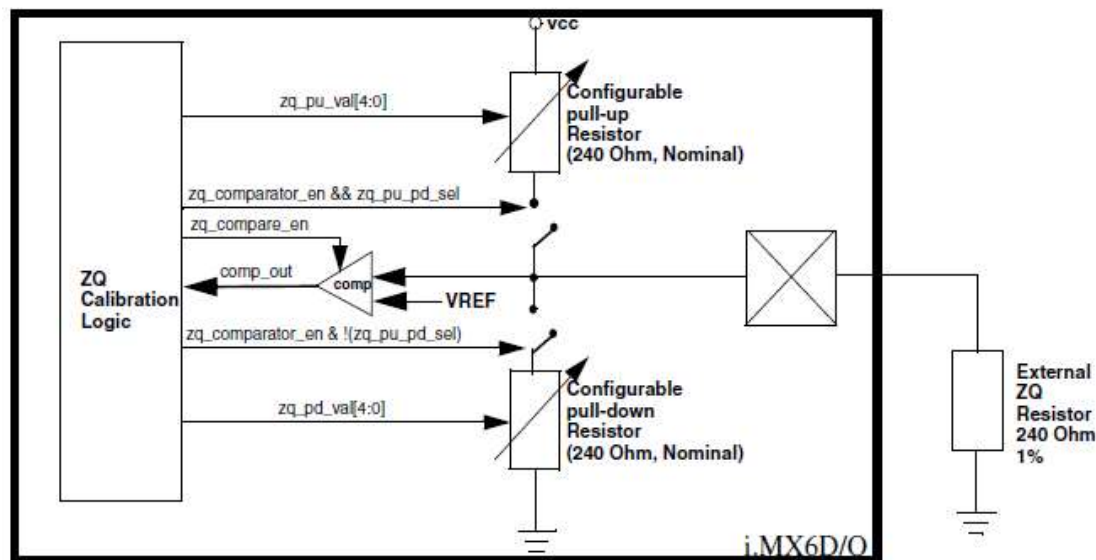 vcc
Configurable
pull-up
Resistor
(240 Ohm, Nominal)
zq_pu_val[4:0]
zq_comparator_en && zq_pu_pd_sel
zq_compare_en
comp_out
comp
VREF
ZQ
Calibration
Logic
zq_comparator_en & !(zq_pu_pd_sel)
zq_pd_val[4:0]
Configurable
pull-down
Resistor
(240 Ohm, Nominal)
External
ZQ
Resistor
240 Ohm
1%
i.MX6D/Q